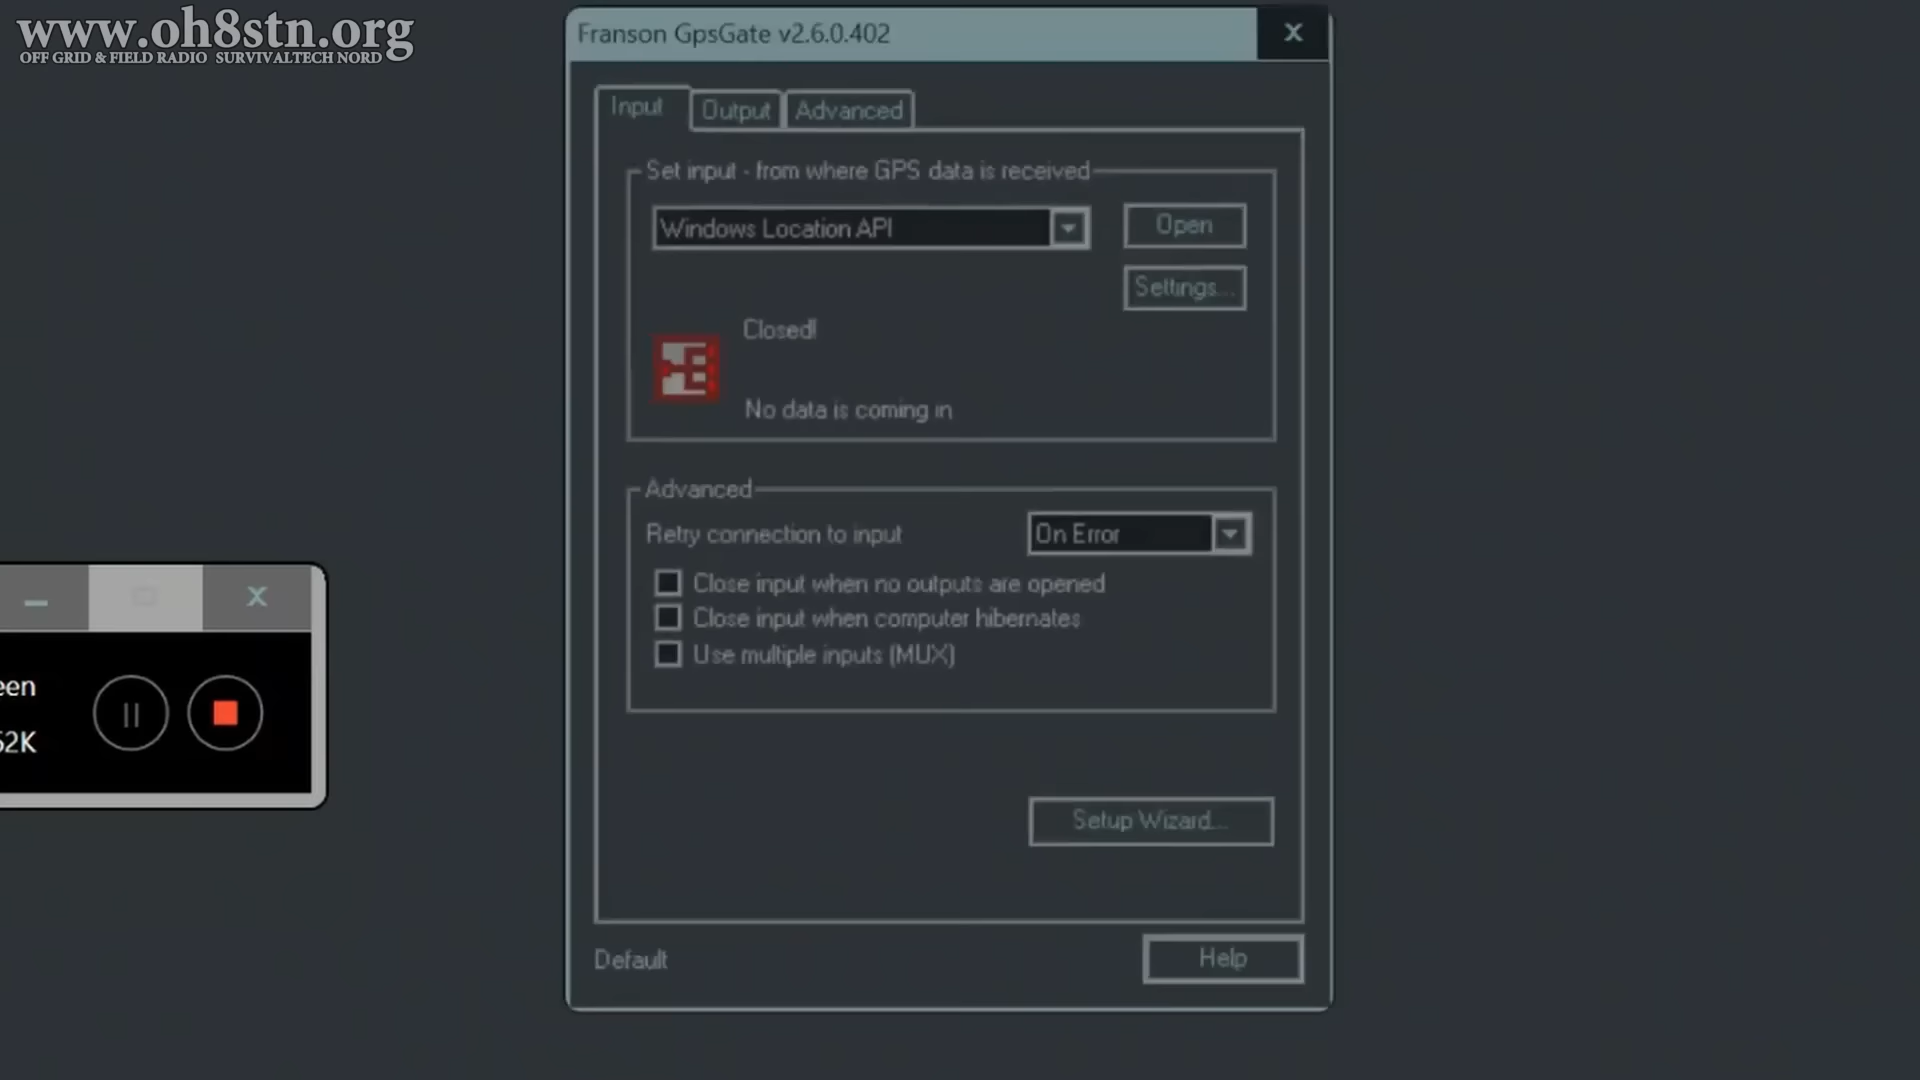 www.oh8stn.org
OFF GRID & FIELD RADIO SURVIVALTECH NORD
Franson GpsGate v2.6.0.402
Input
Output
Advanced
Set input - from where GPS data is received
Windows Location API
Open
Settings...
Closed!
No data is coming in
Advanced
Retry connection to input
On Error
Close input when no outputs are opened
Close input when computer hibernates
Use multiple inputs (MUX)
Setup Wizard...
Default
Help
een
52K